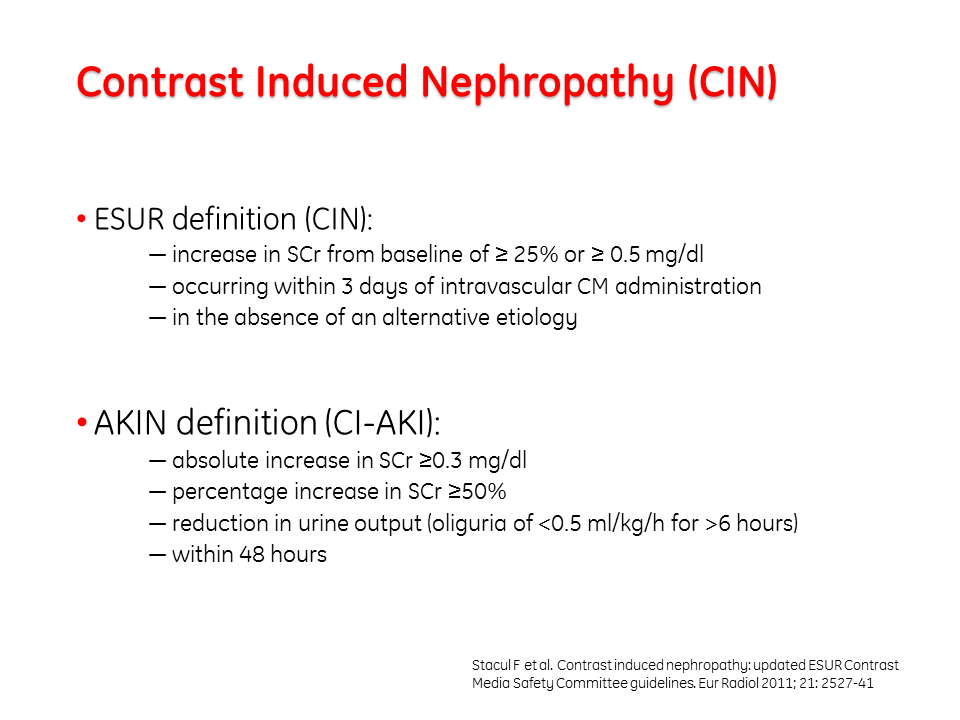 Contrast Induced Nephropathy (CIN)
• ESUR definition (CIN):
— increase in SCr from baseline of ≥ 25% or ≥ 0.5 mg/dl
— occurring within 3 days of intravascular CM administration
— in the absence of an alternative etiology
• AKIN definition (CI-AKI):
— absolute increase in SCr ≥0.3 mg/dl
— percentage increase in SCr ≥50%
— reduction in urine output (oliguria of <0.5 ml/kg/h for >6 hours)
— within 48 hours
Stacul F et al. Contrast induced nephropathy: updated ESUR Contrast
Media Safety Committee guidelines. Eur Radiol 2011; 21: 2527-41